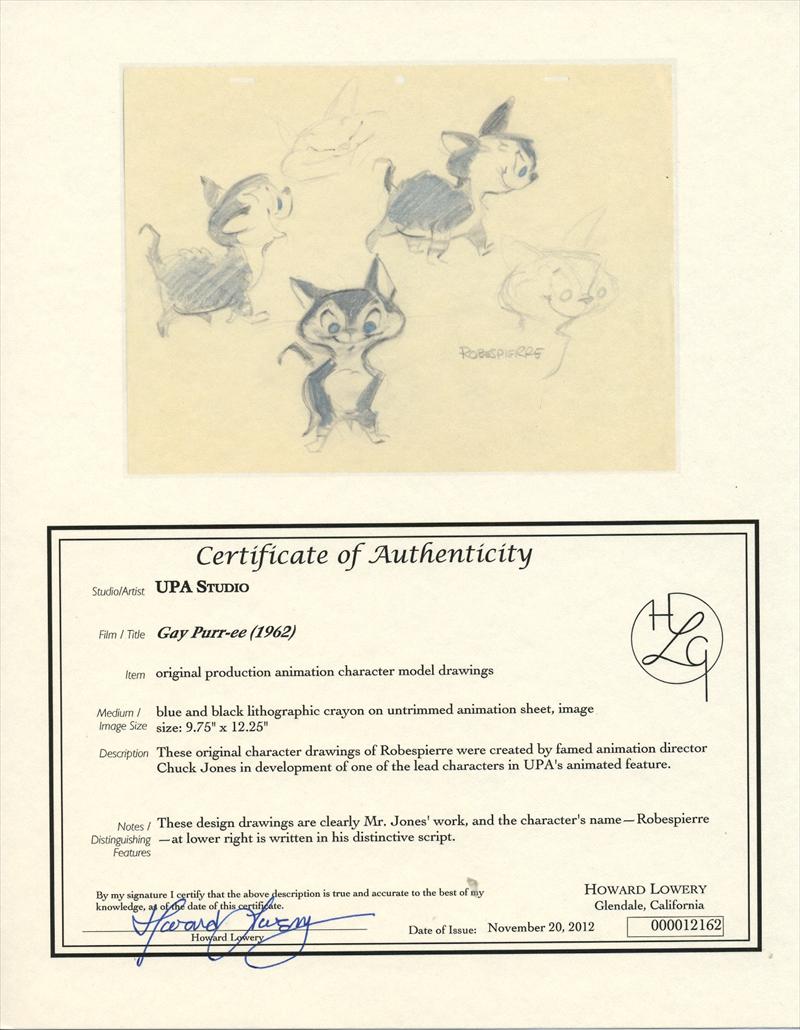 ROBESPIERRE
Certificate of Authenticity
Studio/Artist UPA STUDIO
HLG
Film / Title Gay Purr-ee (1962)
Item original production animation character model drawings
Medium / blue and black lithographic crayon on untrimmed animation sheet, image
Image Size size: 9.75" x 12.25"
Description These original character drawings of Robespierre were created by famed animation director
Chuck Jones in development of one of the lead characters in UPA's animated feature.
Notes / These design drawings are clearly Mr. Jones' work, and the character's name—Robespierre
Distinguishing —at lower right is written in his distinctive script.
Features
By my signature I certify that the above description is true and accurate to the best of my
knowledge, as of the date of this certificate.
Howard Lowery
Howard Lowery
HOWARD LOWERY
Glendale, California
Date of Issue: November 20, 2012 000012162